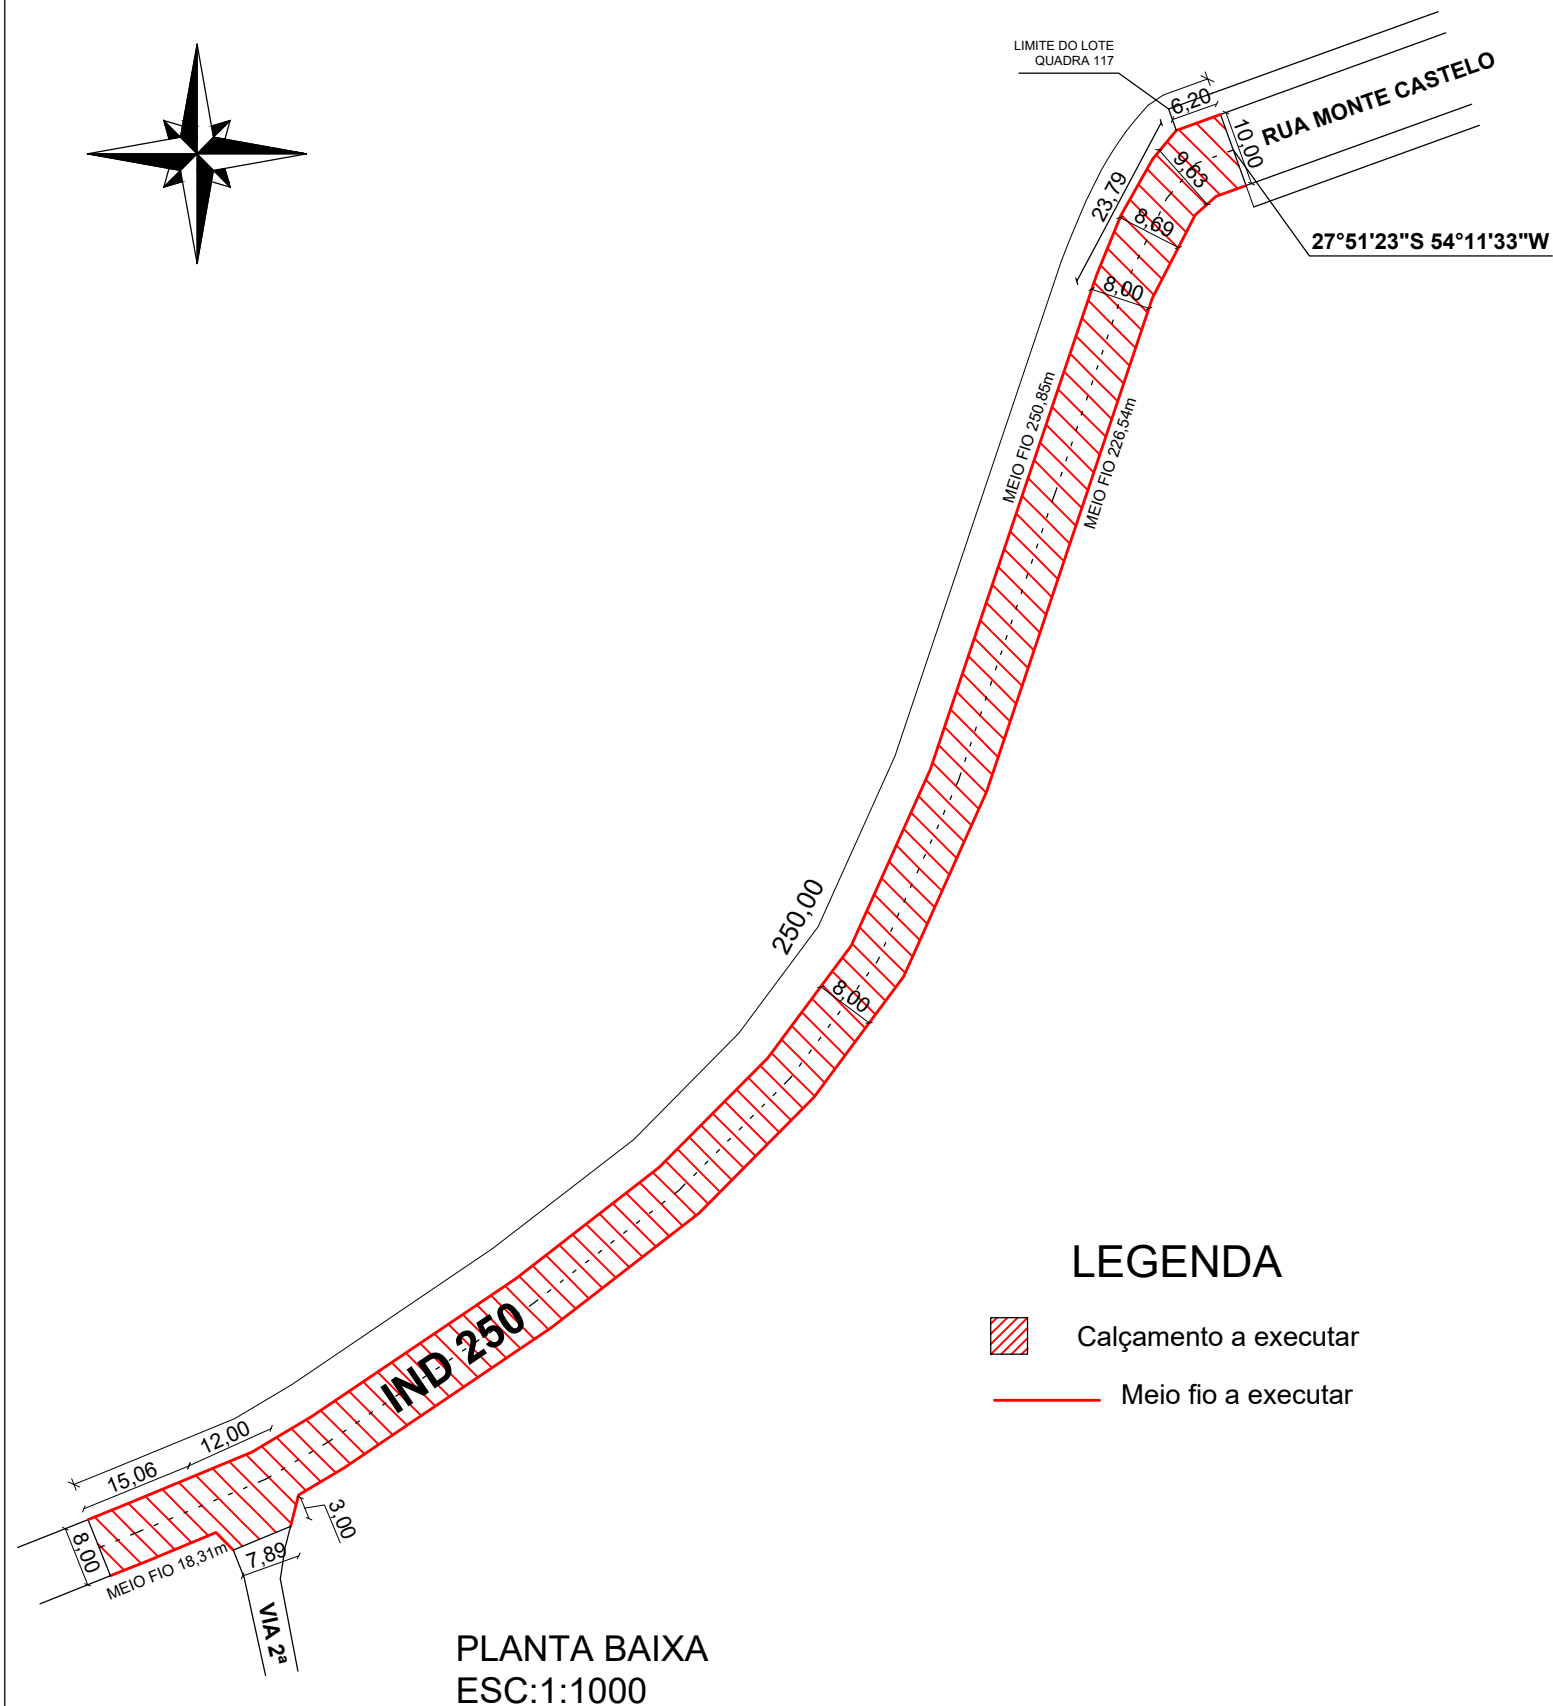 LIMITE DO LOTE
QUADRA 117
6,20
10,00
RUA MONTE CASTELO
9,63
23,79
8,69
27°51'23"S 54°11'33"W
8,00
MEIO FIO 250,85m
MEIO FIO 226,54m
250,00
8,00
LEGENDA
Calçamento a executar
Meio fio a executar
IND 250
12,00
15,06
3,00
8,00
7,89
MEIO FIO 18,31m
VIA 2ª
PLANTA BAIXA
ESC:1:1000